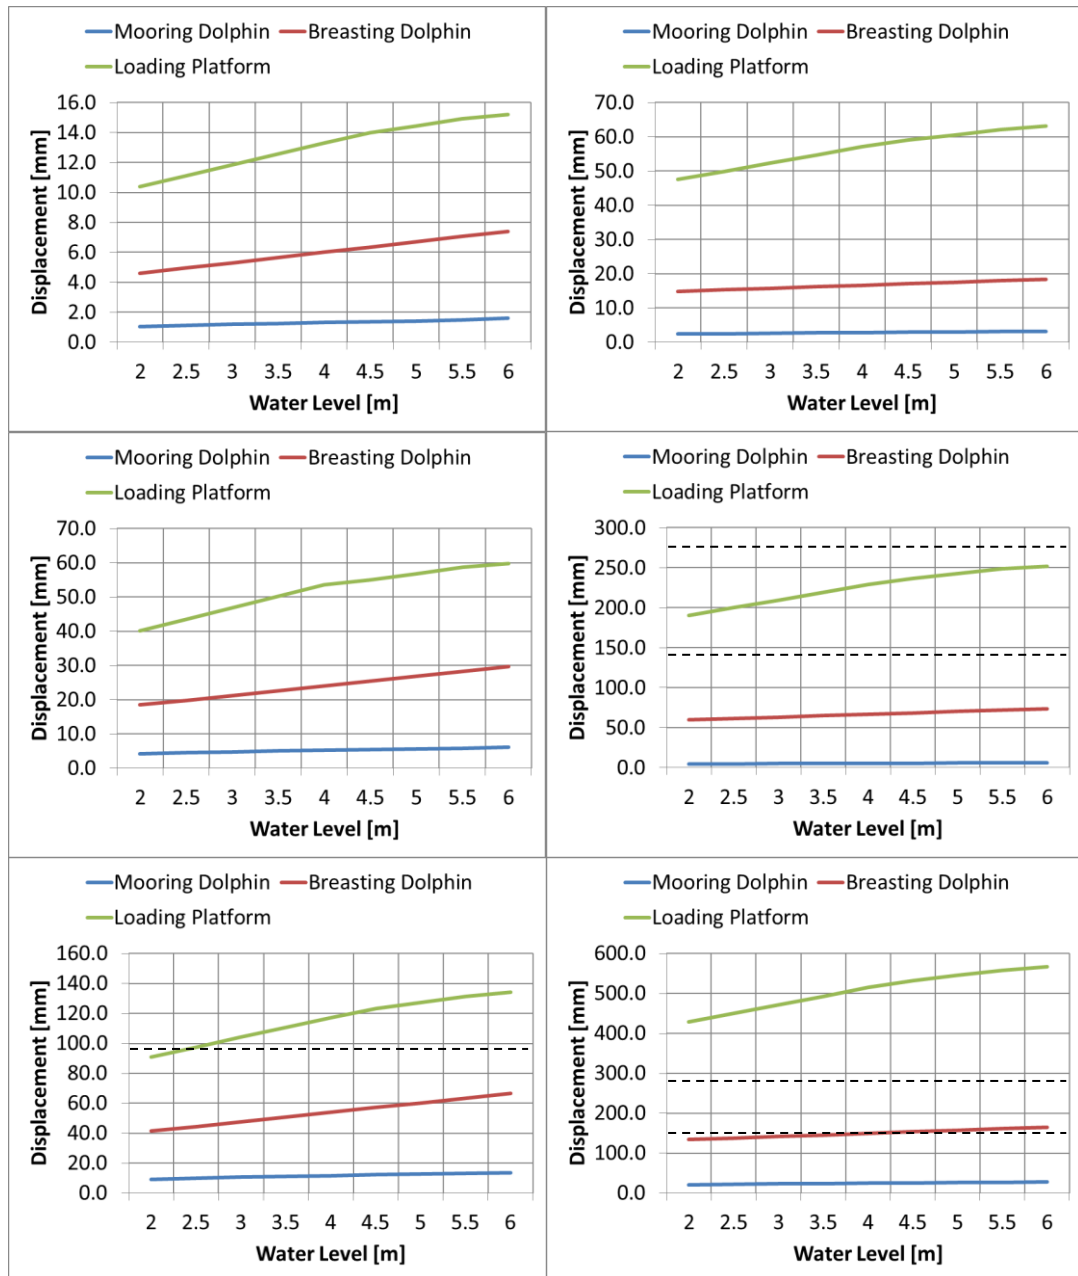 Mooring Dolphin Breasting Dolphin
Loading Platform
Displacement [mm]
16.0
14.0
12.0
10.0
8.0
6.0
4.0
2.0
0.0
2 2.5 3 3.5 4 4.5 5 5.5 6
Water Level [m]
Mooring Dolphin Breasting Dolphin
Loading Platform
Displacement [mm]
70.0
60.0
50.0
40.0
30.0
20.0
10.0
0.0
2 2.5 3 3.5 4 4.5 5 5.5 6
Water Level [m]
Mooring Dolphin Breasting Dolphin
Loading Platform
Displacement [mm]
70.0
60.0
50.0
40.0
30.0
20.0
10.0
0.0
2 2.5 3 3.5 4 4.5 5 5.5 6
Water Level [m]
Mooring Dolphin Breasting Dolphin
Loading Platform
Displacement [mm]
300.0
250.0
200.0
150.0
100.0
50.0
0.0
2 2.5 3 3.5 4 4.5 5 5.5 6
Water Level [m]
Mooring Dolphin Breasting Dolphin
Loading Platform
Displacement [mm]
160.0
140.0
120.0
100.0
80.0
60.0
40.0
20.0
0.0
2 2.5 3 3.5 4 4.5 5 5.5 6
Water Level [m]
Mooring Dolphin Breasting Dolphin
Loading Platform
Displacement [mm]
600.0
500.0
400.0
300.0
200.0
100.0
0.0
2 2.5 3 3.5 4 4.5 5 5.5 6
Water Level [m]